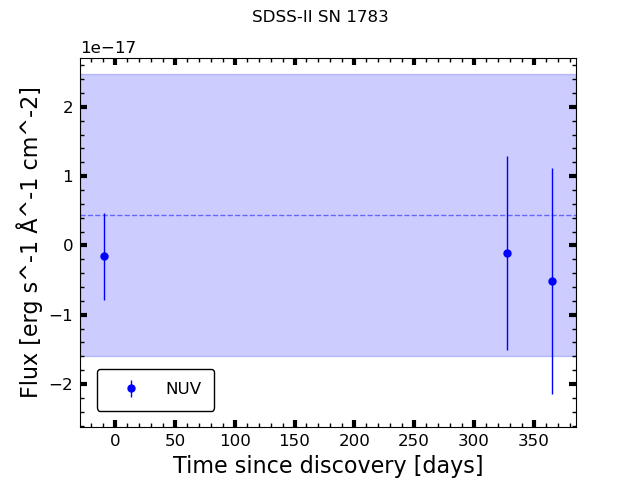 SDSS-II SN 1783
1e−17
Flux [erg s^-1 Å^-1 cm^-2]
2
1
0
−1
−2
NUV
0 50 100 150 200 250 300 350
Time since discovery [days]